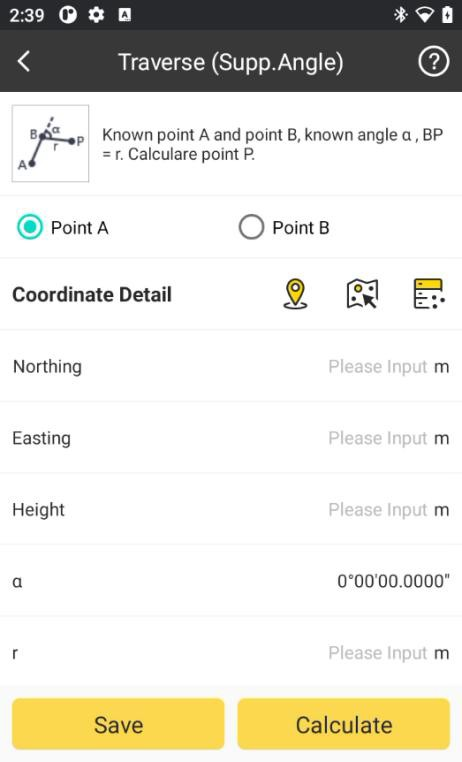 2:39
Traverse (Supp.Angle)
B α
r P
A
Known point A and point B, known angle α , BP
= r. Calculare point P.
Point A
Point B
Coordinate Detail
Northing Please Input m
Easting Please Input m
Height Please Input m
α 0°00'00.0000"
r Please Input m
Save
Calculate